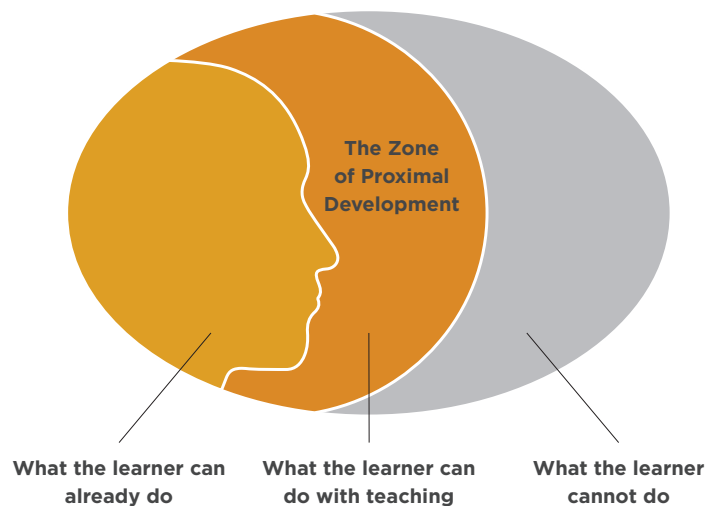 The Zone
of Proximal
Development
What the learner can
already do
What the learner can
do with teaching
What the learner
cannot do